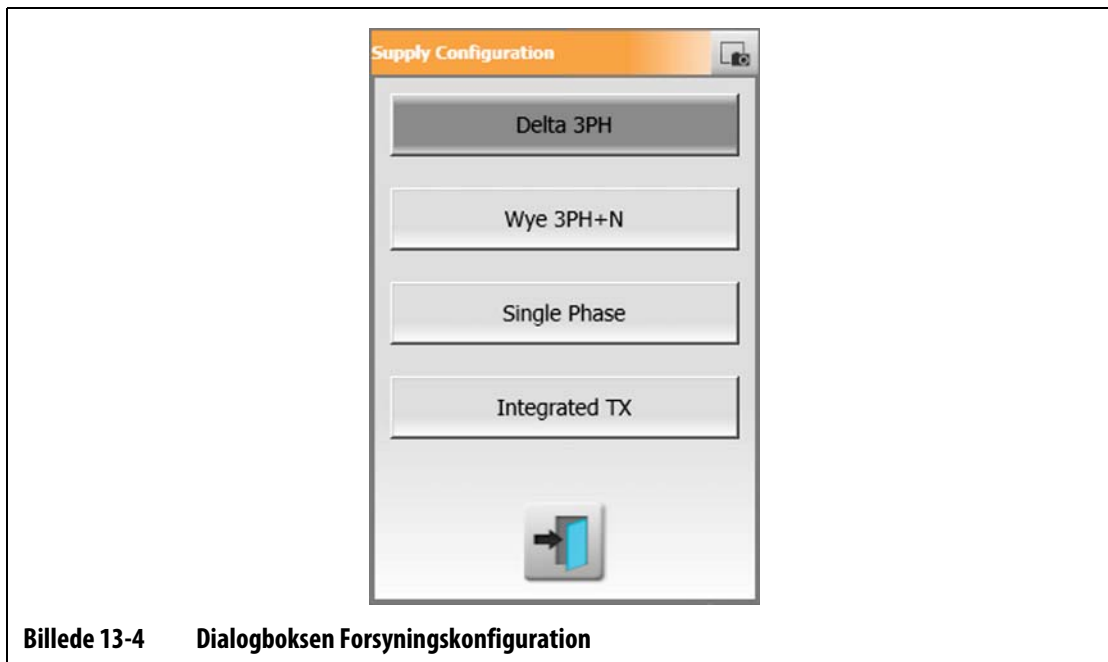 Supply Configuration
Delta 3PH
Wye 3PH+N
Single Phase
Integrated TX
Billede 13-4 Dialogboksen Forsyningskonfiguration